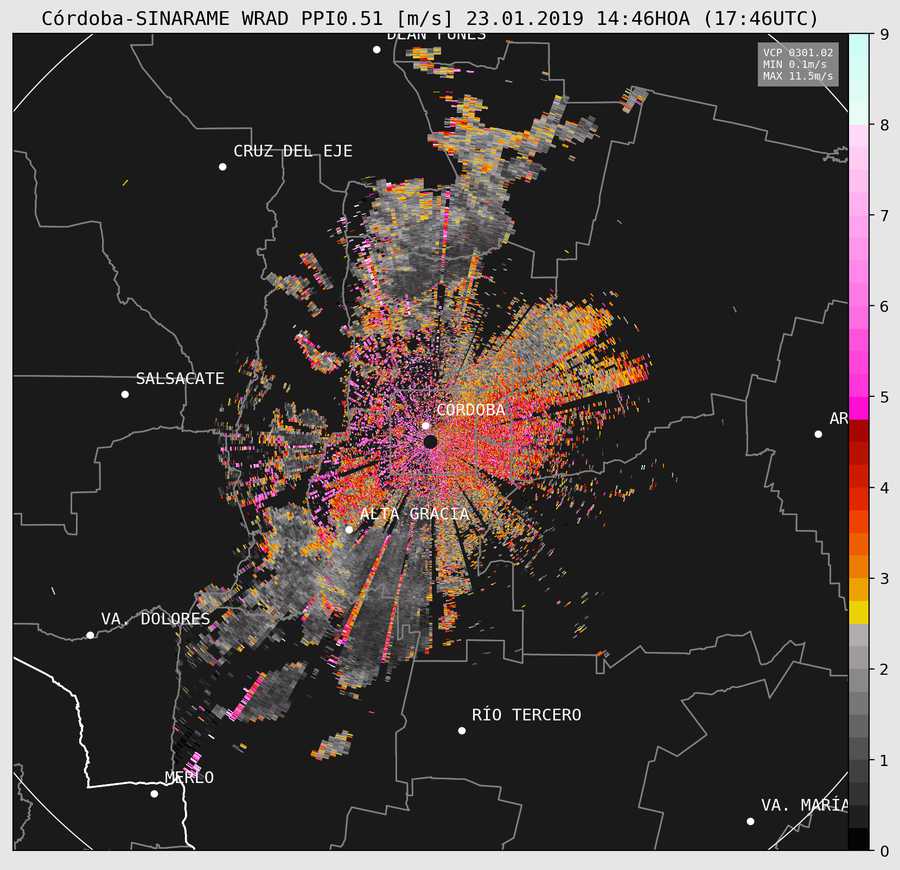 Córdoba-SINARAME WRAD PPI0.51 [m/s] 23.01.2019 14:46HOA (17:46UTC)
DEAN FUNES
VCP 0301.02
MIN 0.1m/s
MAX 11.5m/s
CRUZ DEL EJE
SALSACATE
CORDOBA
AR
ALTA GRACIA
VA. DOLORES
RÍO TERCERO
MERLO
VA. MARÍA
9
8
7
6
5
4
3
2
1
0